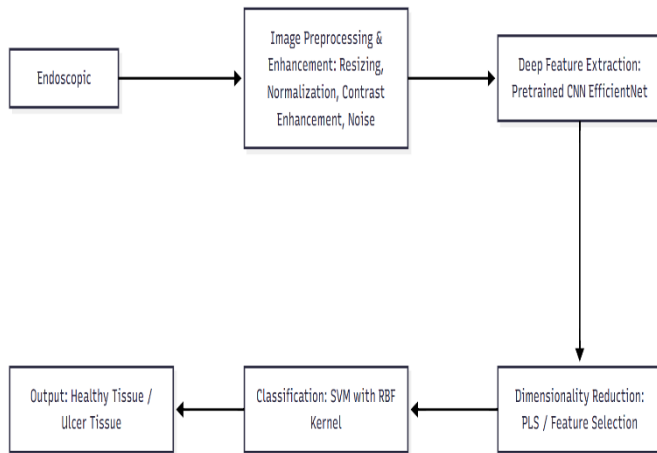 Endoscopic
Image Preprocessing &
Enhancement: Resizing,
Normalization, Contrast
Enhancement, Noise
Deep Feature Extraction:
Pretrained CNN EfficientNet
Output: Healthy Tissue /
Ulcer Tissue
Classification: SVM with RBF
Kernel
Dimensionality Reduction:
PLS / Feature Selection